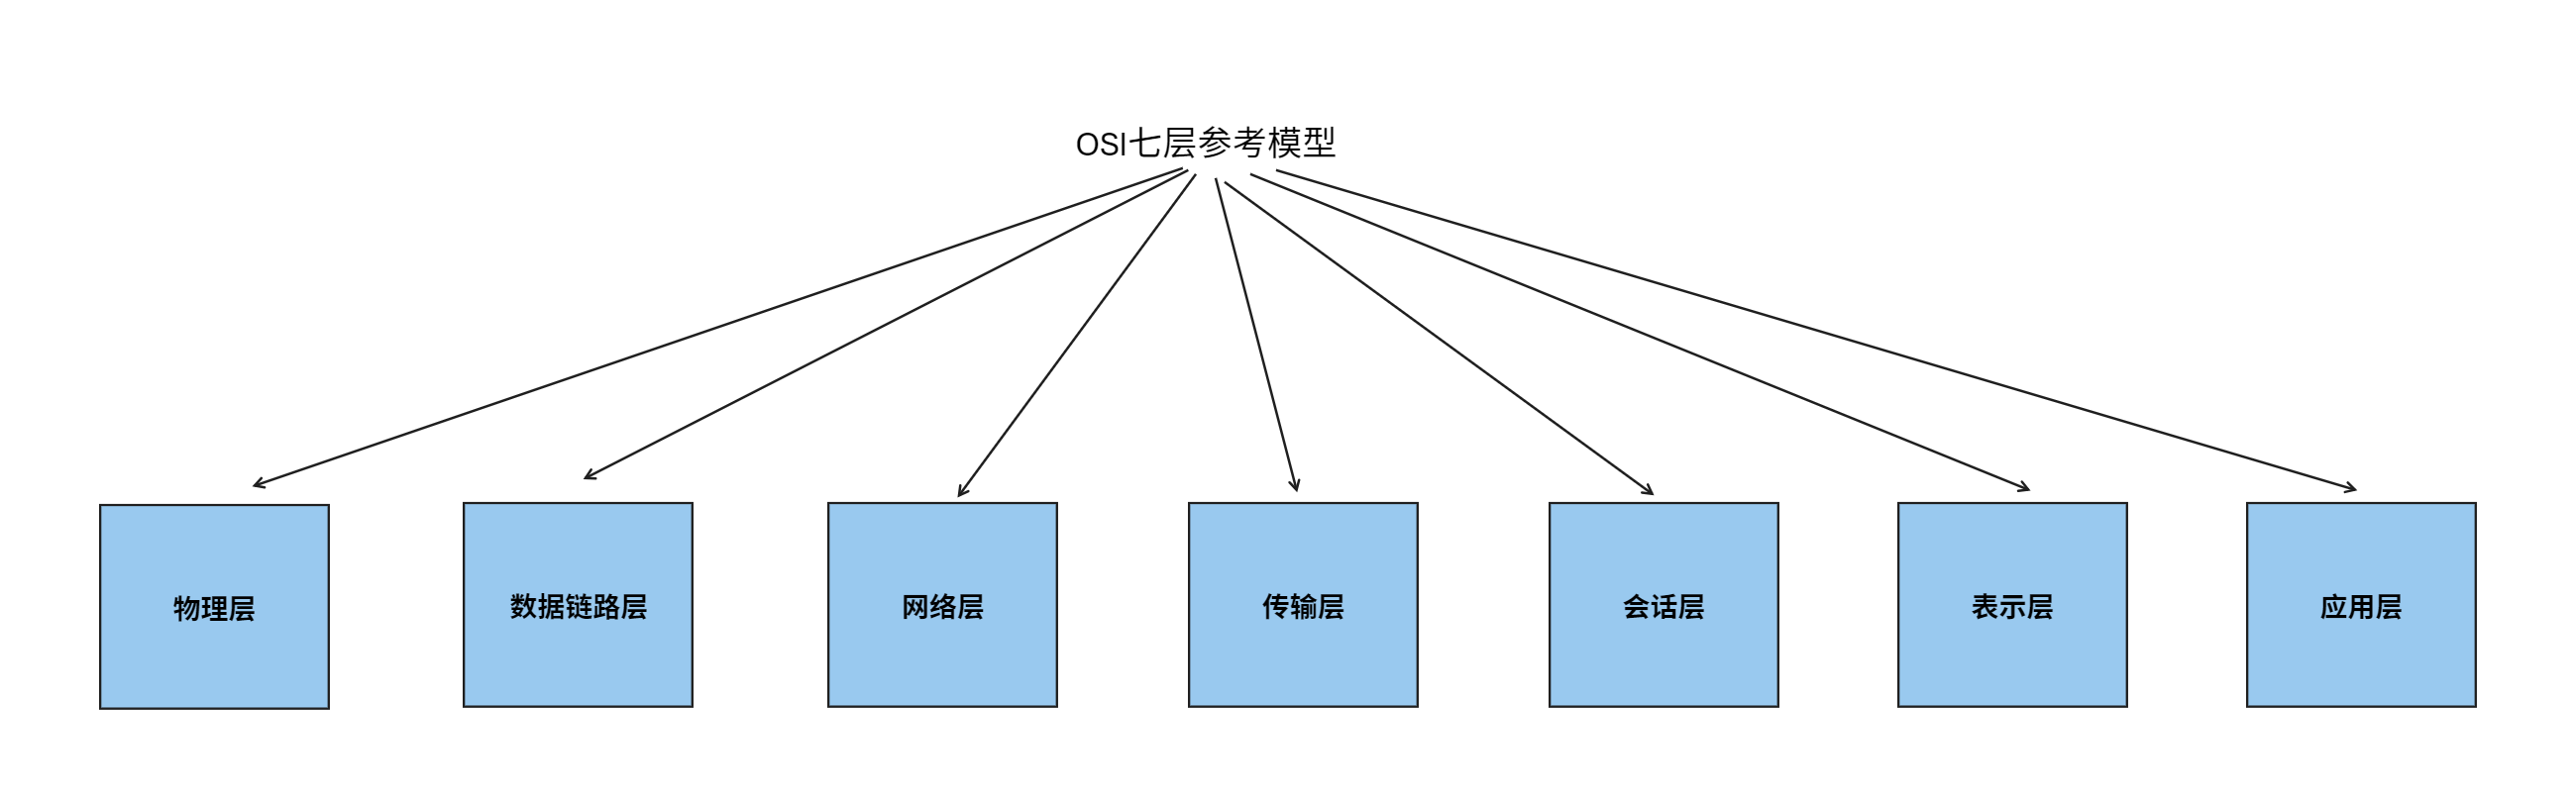 OSI七层参考模型
物理层
数据链路层
网络层
传输层
会话层
表示层
应用层